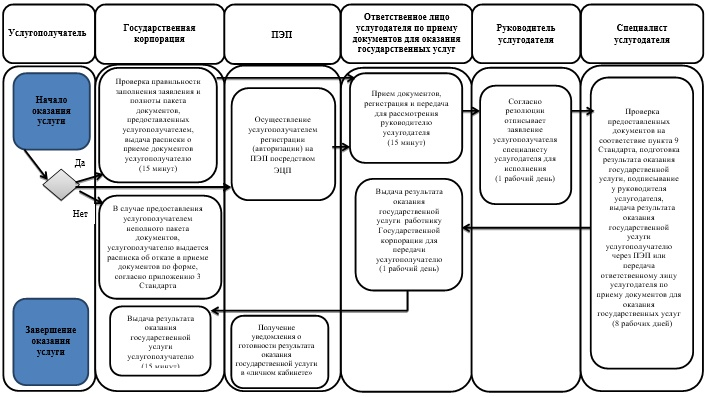 Услугополучатель
Государственная
корпорация
ПЭП
Ответственное лицо
услугодателя по приему
документов для оказания
государственных услуг
Руководитель
услугодателя
Специалист
услугодателя
Начало
оказания
услуги
Да
Нет
Завершение
оказания
услуги
Проверка правильности
заполнения заявления и
полноты пакета
документов,
предоставленных
услугополучателем,
выдача расписки о
приеме документов
услугополучателю
(15 минут)
В случае предоставления
услугополучателем
неполного пакета
документов,
услугополучателю выдается
расписка об отказе в приеме
документов по форме,
согласно приложению 3
Стандарта
Выдача результата
оказания
государственной
услуги
услугополучателю
(15 минут)
Осуществление
услугополучателем
регистрации
(авторизации) на
ПЭП посредством
ЭЦП
Получение
уведомления о
готовности результата
оказания
государственной услуги
в «личном кабинете»
Прием документов,
регистрация и передача
для рассмотрения
руководителю
услугодателя
(15 минут)
Выдача результата
оказания
государственной
услуги работнику
Государственной
корпорации для
передачи
услугополучателю
(1 рабочий день)
Согласно
резолюции
отписывает
заявление
услугополучателя
специалисту
услугодателя для
исполнения
(1 рабочий день)
Проверка
предоставленных
документов на
соответствие пункта 9
Стандарта, подготовка
результата оказания
государственной
услуги, подписывание
у руководителя
услугодателя,
выдача результата
оказания
государственной
услуги
услугополучателю
через ПЭП или
передача
ответственному лицу
услугодателя по
приему документов для
оказания
государственных услуг
(8 рабочих дней)